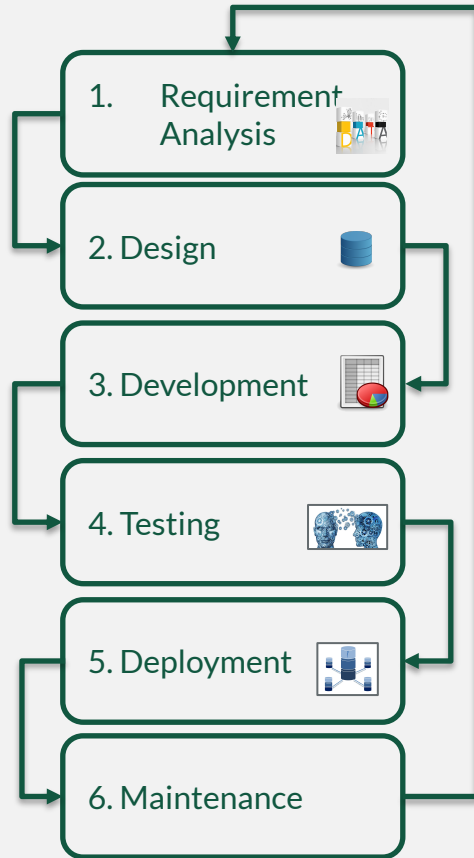 1. Requirement
Analysis
2. Design
3. Development
4. Testing
5. Deployment
6. Maintenance